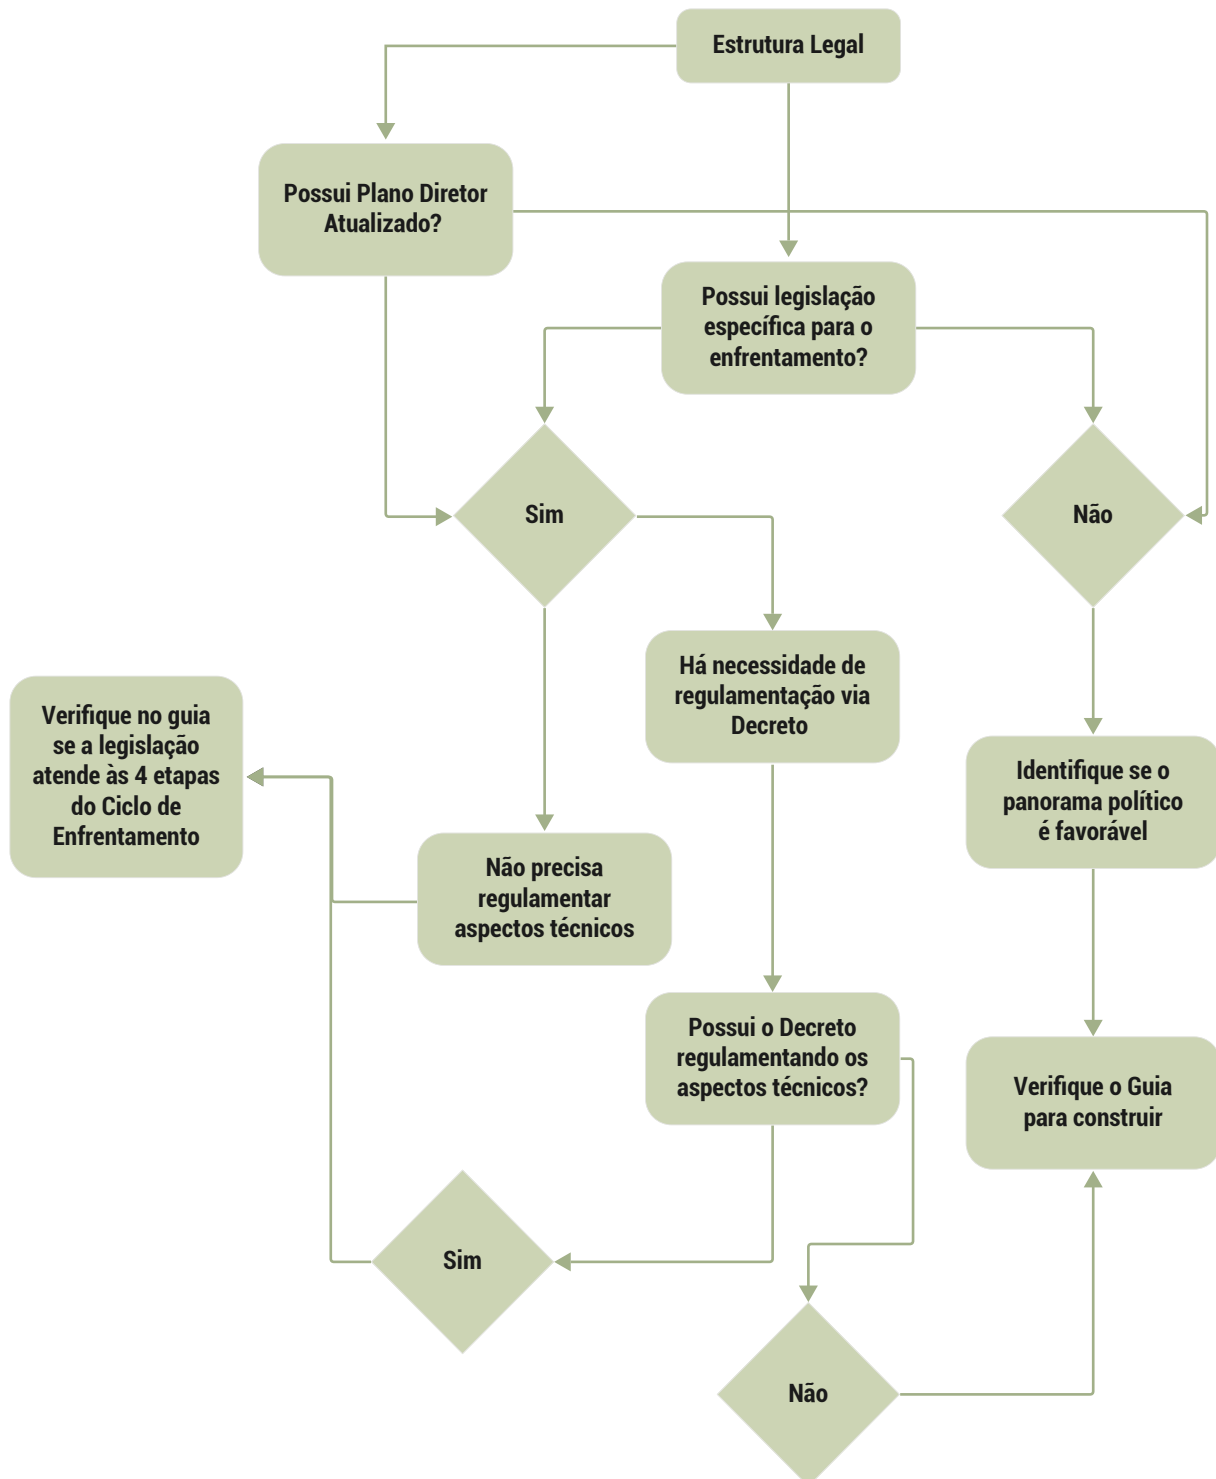 Estrutura Legal
Possui Plano Diretor
Atualizado?
Possui legislação
específica para o
enfrentamento?
Sim
Não
Há necessidade de
regulamentação via
Decreto
Verifique no guia
se a legislação
atende às 4 etapas
do Ciclo de
Enfrentamento
Identifique se o
panorama político
é favorável
Não precisa
regulamentar
aspectos técnicos
Possui o Decreto
regulamentando os
aspectos técnicos?
Verifique o Guia
para construir
Sim
Não